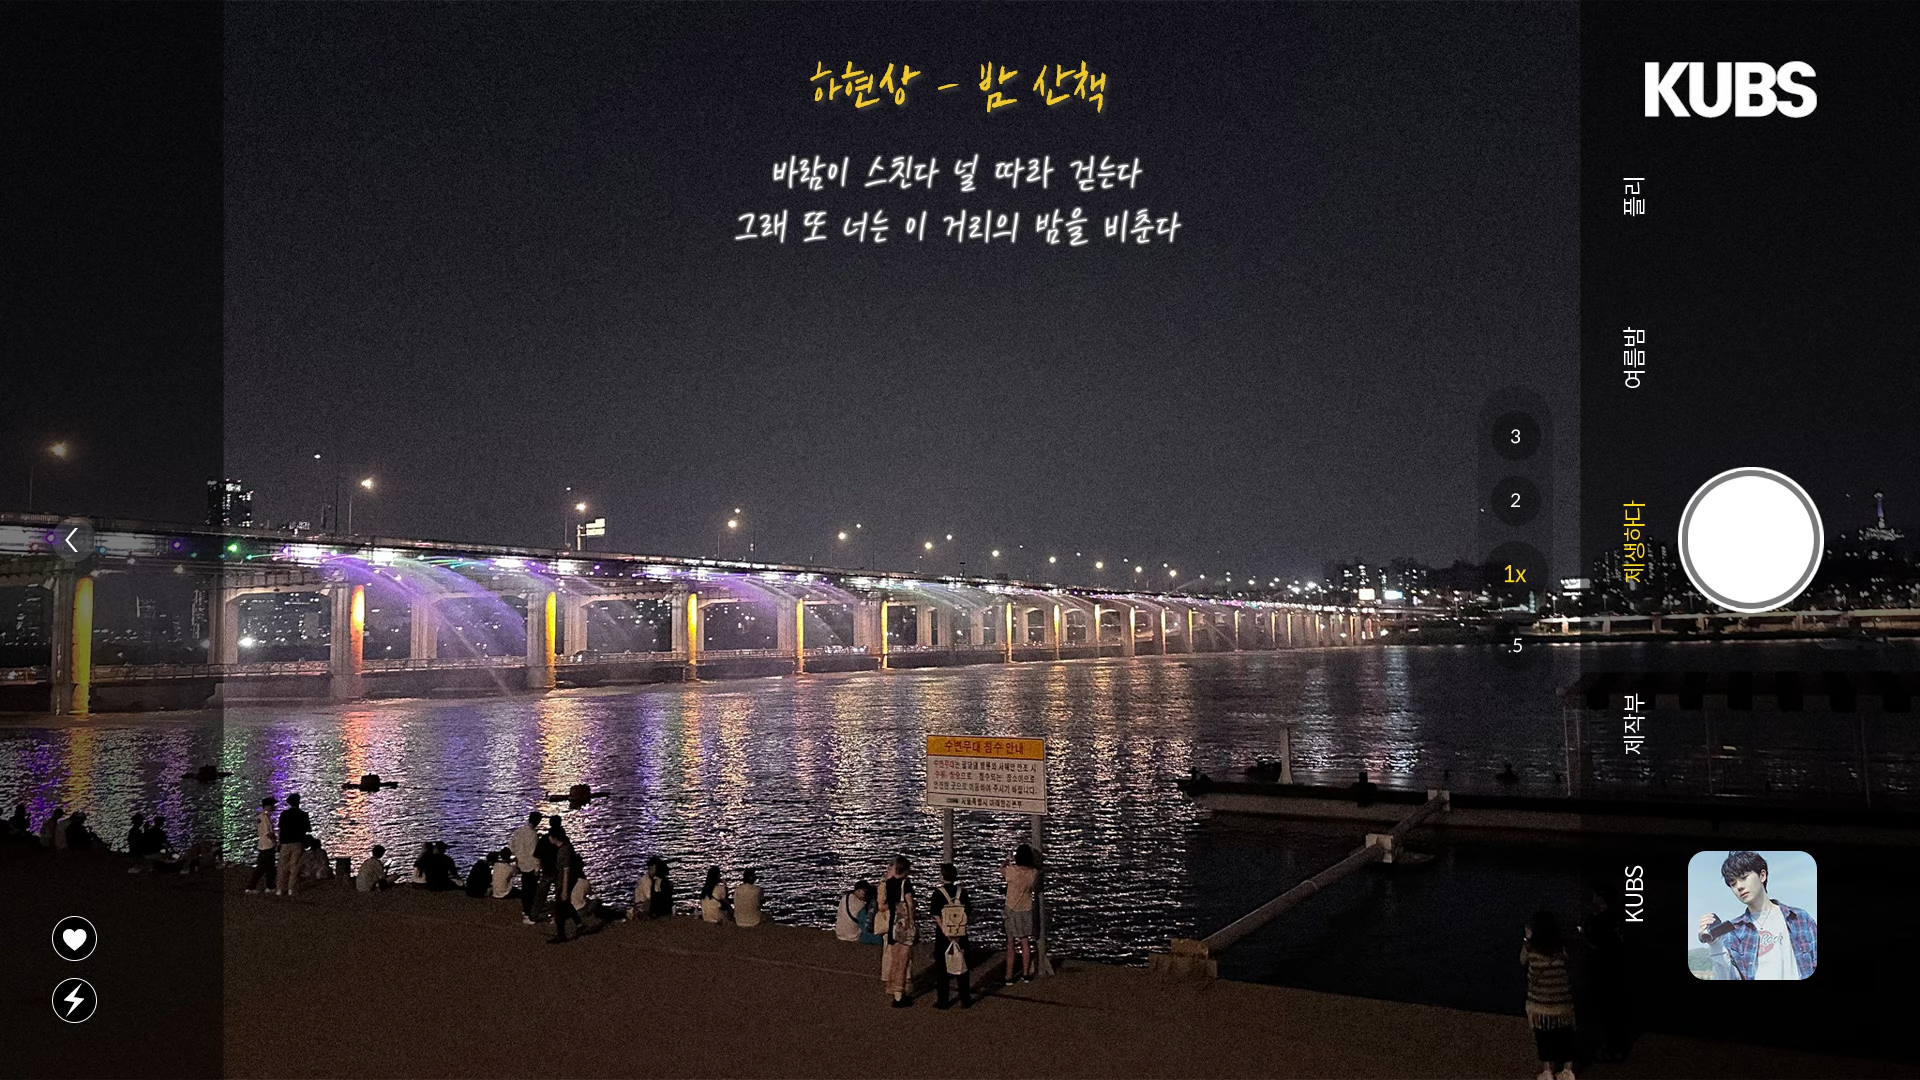 하현상 - 밤 산책
바람이 스친다 널 따라 걷는다
그래 또 너는 이 거리의 밤을 비춘다
KUBS
플리
여름밤
제생하다
제작부
KUBS
3
2
1x
.5
수변무대 침수 안내